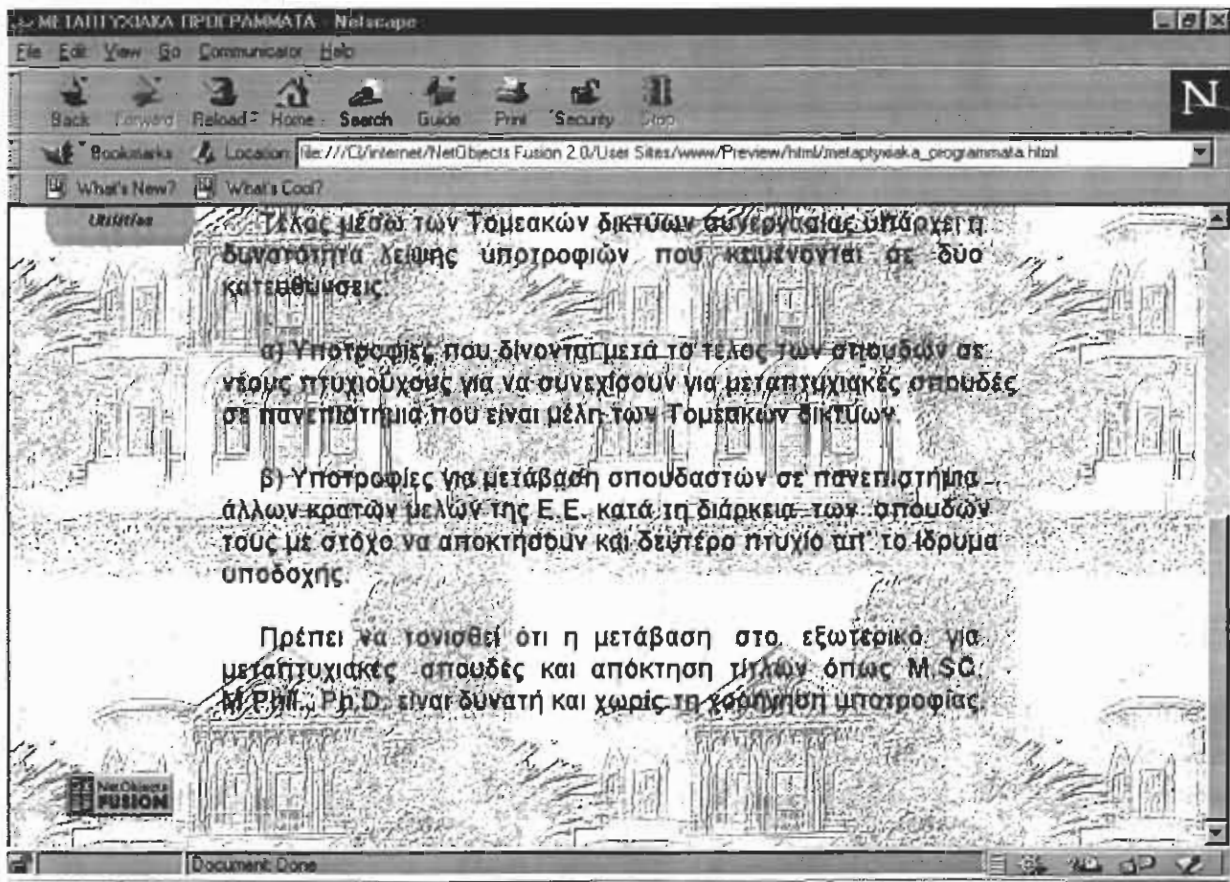 ΜΕΤΑΠΤΥΧΙΑΚΑ ΠΡΟΓΡΑΜΜΑΤΑ - Netscape
File Edit View Go Communicator Help
Back Forward Reload Home Search Guide Print Security Stop
Bookmarks Location: file:///C|/internet/NetObjects Fusion 2.0/User Sites/www/Preview/html/metaptyxiaka_programmata.html
What's New? What's Cool?
Utilities
Τέλος μέσω των Τομεακών δικτύων συνεργασίας υπάρχει η
δυνατότητα λείψης υποτροφιών που κειμένονται σε δύο
κατευθύνσεις.
α) Υποτροφίες που δίνονται μετά το τέλος των σπουδών σε
νέους πτυχιούχους για να συνεχίσουν για μεταπτυχιακές σπουδές
σε πανεπιστήμια που είναι μέλη των Τομεακών δικτύων.
β) Υποτροφίες για μετάβαση σπουδαστών σε πανεπιστήμια
άλλων κρατών μελών της Ε.Ε. κατά τη διάρκεια των σπουδών
τους με στόχο να αποκτήσουν και δεύτερο πτυχίο απ' το ίδρυμα
υποδοχής.
Πρέπει να τονισθεί ότι η μετάβαση στο εξωτερικό για
μεταπτυχιακές σπουδές και απόκτηση τίτλων όπως M.SC.
M.Phil., Ph.D. είναι δυνατή και χωρίς τη χορήγηση υποτροφίας.
NetObjects
FUSION
Document: Done